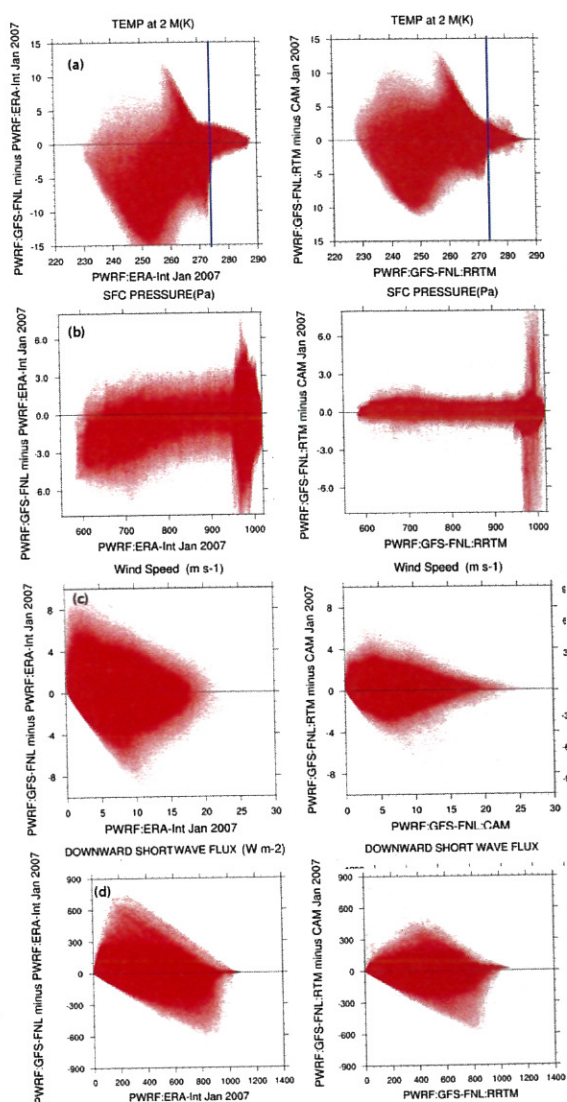 TEMP at 2 M(K)
220 230 240 250 260 270 280 290
15
10
5
0
-5
-10
-15
(a)
PWRF:GFS-FNL minus PWRF:ERA-Int Jan 2007
220 230 240 250 260 270 280 290
PWRF:ERA-Int Jan 2007
TEMP at 2 M(K)
15
10
5
0
5
10
15
PWRF:GFS-FNL:RTM minus CAM Jan 2007
220 230 240 250 260 270 280 290
PWRF:GFS-FNL:RRTM
SFC PRESSURE(Pa)
(b)
6.0
3.0
0.0
3.0
6.0
PWRF:GFS-FNL minus PWRF:ERA-Int Jan 2007
600 700 800 900 1000
PWRF:ERA-Int Jan 2007
SFC PRESSURE(Pa)
6.0
3.0
0.0
-3.0
-6.0
PWRF:GFS-FNL:RTM minus CAM Jan 2007
600 700 800 900 1000
PWRF:GFS-FNL:RRTM
Wind Speed (m s-1)
(c)
8
4
0
-4
-8
PWRF:GFS-FNL minus PWRF:ERA-Int Jan 2007
0 5 10 15 20 25 30
PWRF:ERA-Int Jan 2007
Wind Speed (m s-1)
8
4
0
-4
-8
PWRF:GFS-FNL:RTM minus CAM Jan 2007
0 5 10 15 20 25 30
PWRF:GFS-FNL:CAM
DOWNWARD SHORT WAVE FLUX (W m-2)
(d)
900
600
300
0
-300
-600
-900
PWRF:GFS-FNL minus PWRF:ERA-Int Jan 2007
0 200 400 600 800 1000 1200 1400
PWRF:ERA-Int Jan 2007
DOWNWARD SHORT WAVE FLUX
900
600
300
0
-300
-600
-900
PWRF:GFS-FNL:RTM minus CAM Jan 2007
0 200 400 600 800 1000 1200 1400
PWRF:GFS-FNL:RRTM